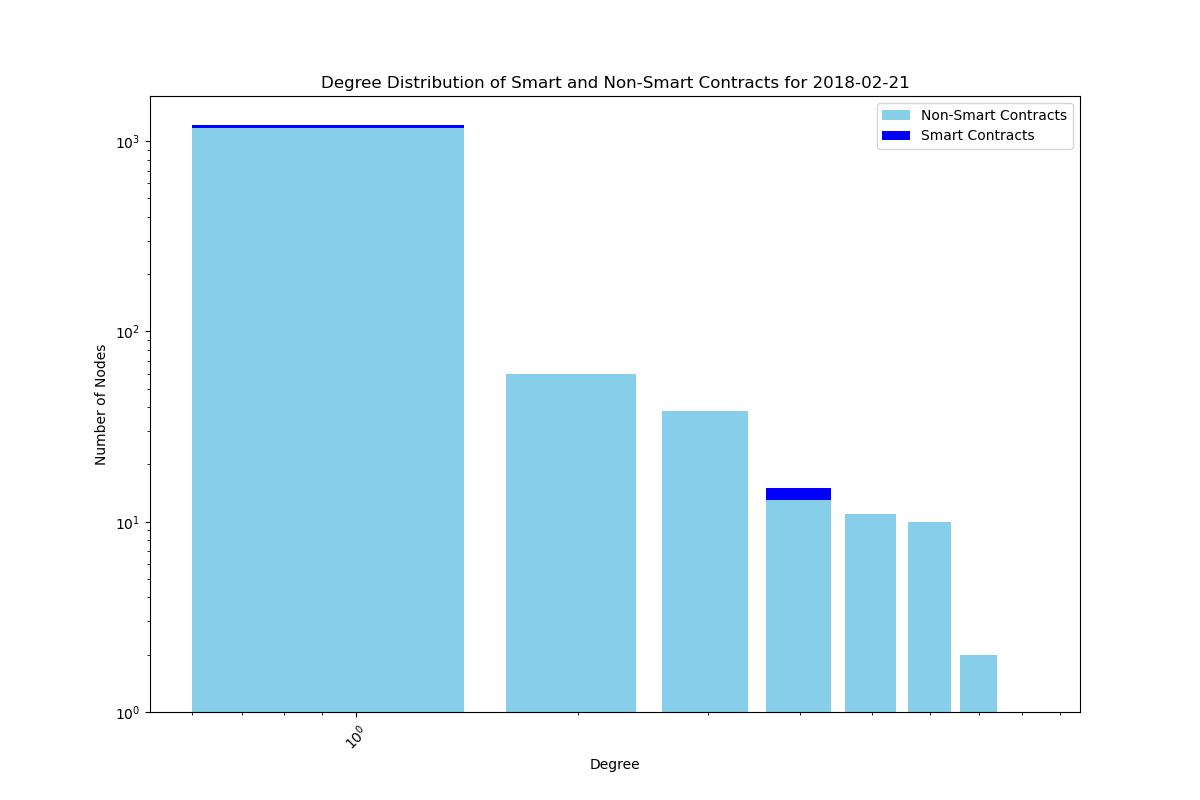 Degree Distribution of Smart and Non-Smart Contracts for 2018-02-21
Non-Smart Contracts
Smart Contracts
10³
10²
10¹
10⁰
Number of Nodes
10⁰
Degree